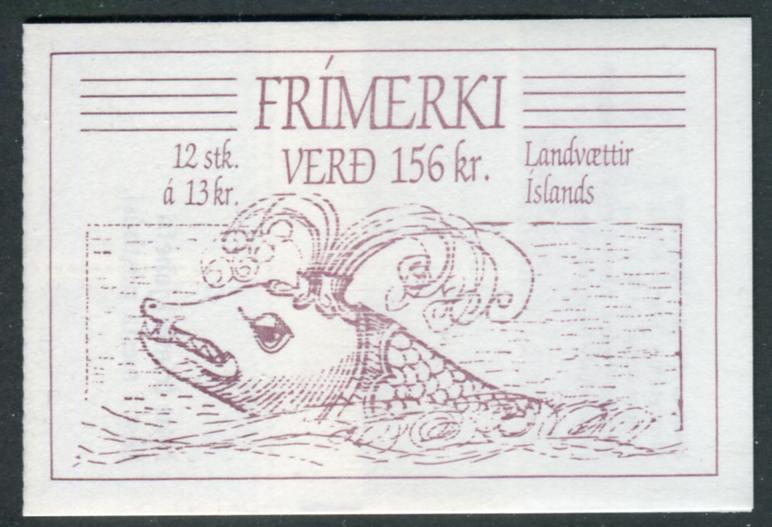 FRÍMERKI
12 stk.
á 13 kr.
VERÐ 156 kr.
Landvættir
Íslands